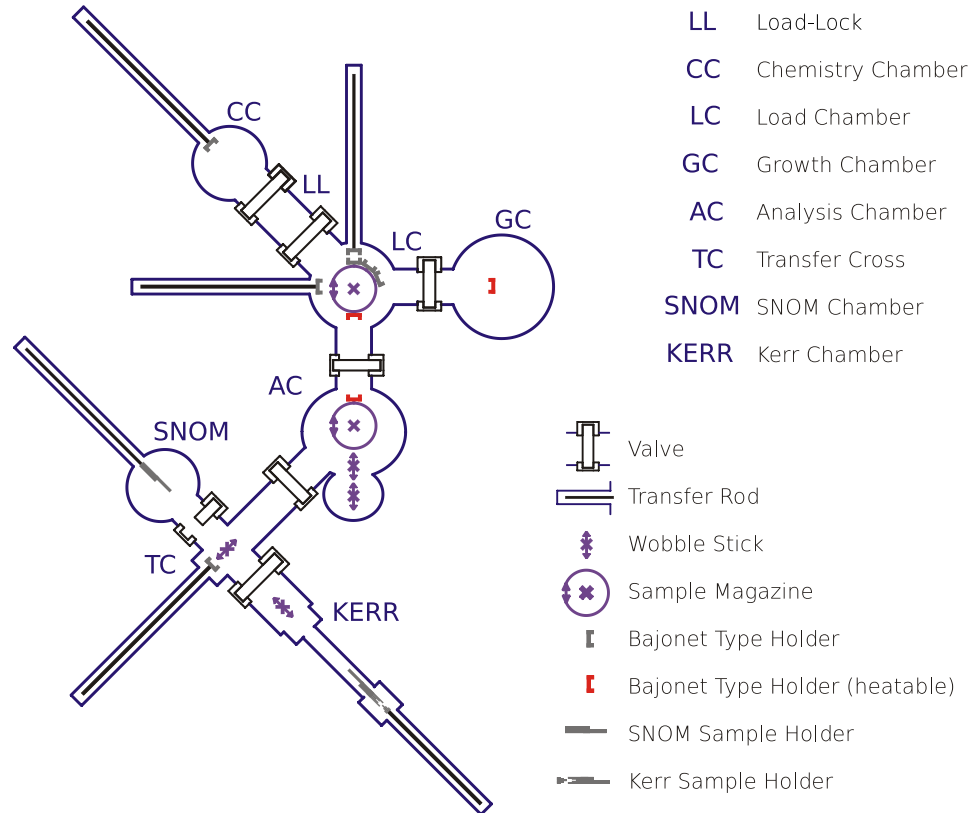 LL Load-Lock
CC Chemistry Chamber
LC Load Chamber
GC Growth Chamber
AC Analysis Chamber
TC Transfer Cross
SNOM SNOM Chamber
KERR Kerr Chamber
CC
LL
LC
GC
AC
SNOM
TC
KERR
Valve
Transfer Rod
Wobble Stick
Sample Magazine
Bajonet Type Holder
Bajonet Type Holder (heatable)
SNOM Sample Holder
Kerr Sample Holder